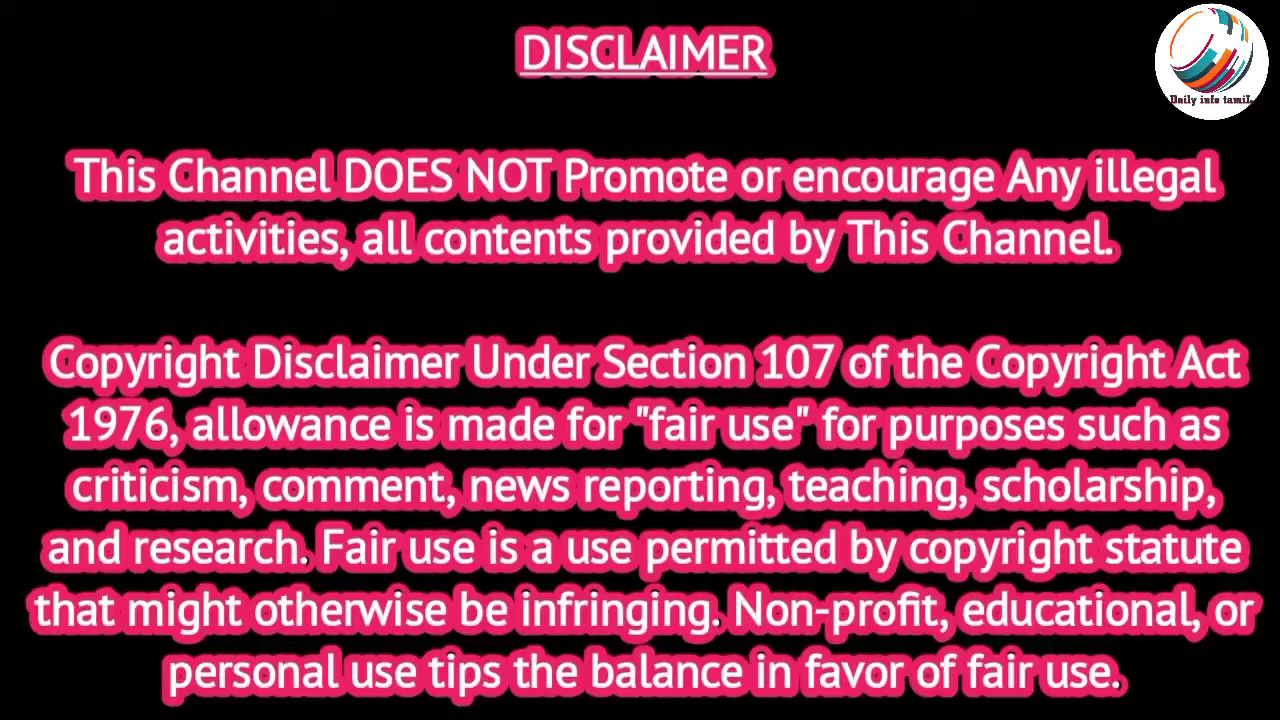 DISCLAIMER
Daily info tamil
This Channel DOES NOT Promote or encourage Any illegal
activities, all contents provided by This Channel.
Copyright Disclaimer Under Section 107 of the Copyright Act
1976, allowance is made for "fair use" for purposes such as
criticism, comment, news reporting, teaching, scholarship,
and research. Fair use is a use permitted by copyright statute
that might otherwise be infringing. Non-profit, educational, or
personal use tips the balance in favor of fair use.